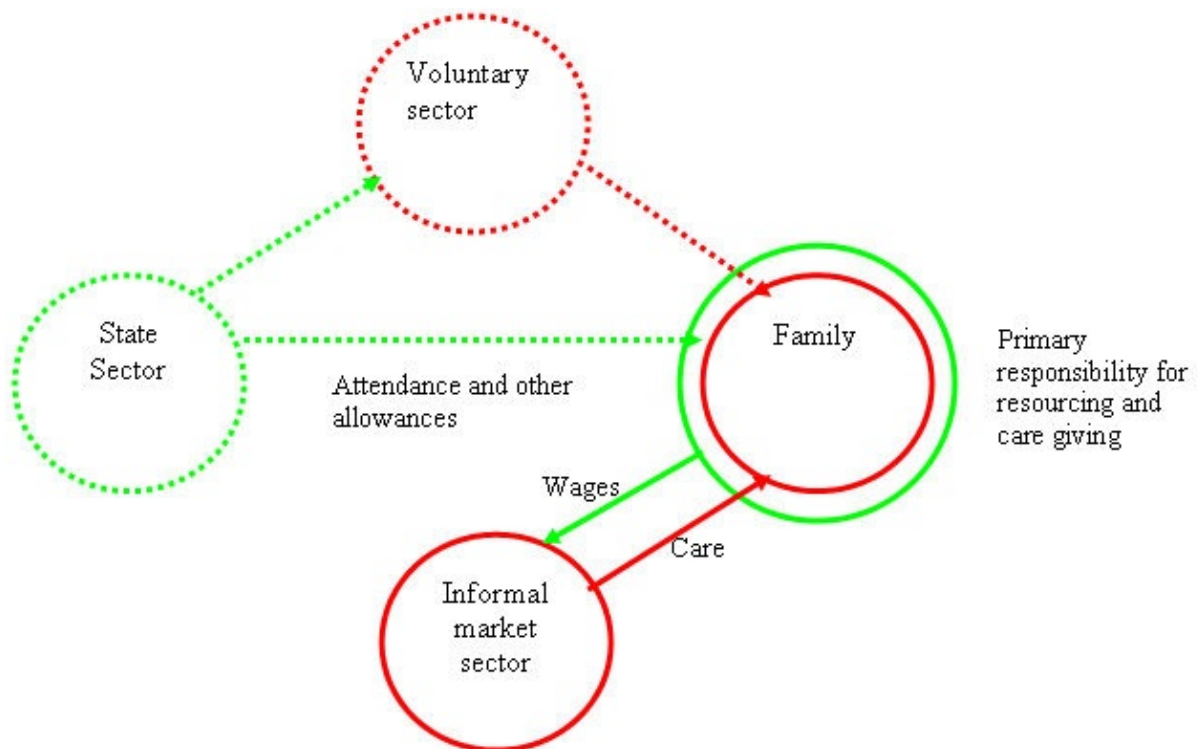 Voluntary
sector
State
Sector
Family
Primary
responsibility for
resourcing and
care giving
Attendance and other
allowances
Wages
Care
Informal
market
sector